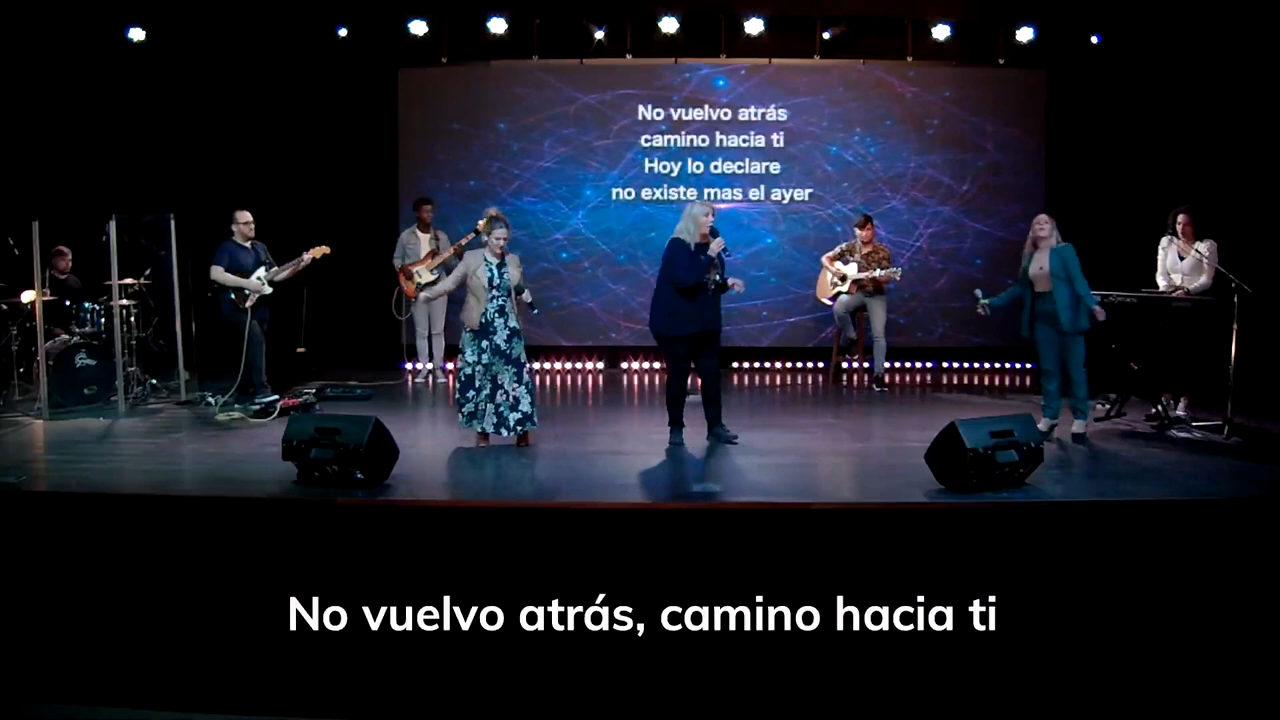 No vuelvo atrás
camino hacia ti
Hoy lo declare
no existe mas el ayer
No vuelvo atrás, camino hacia ti